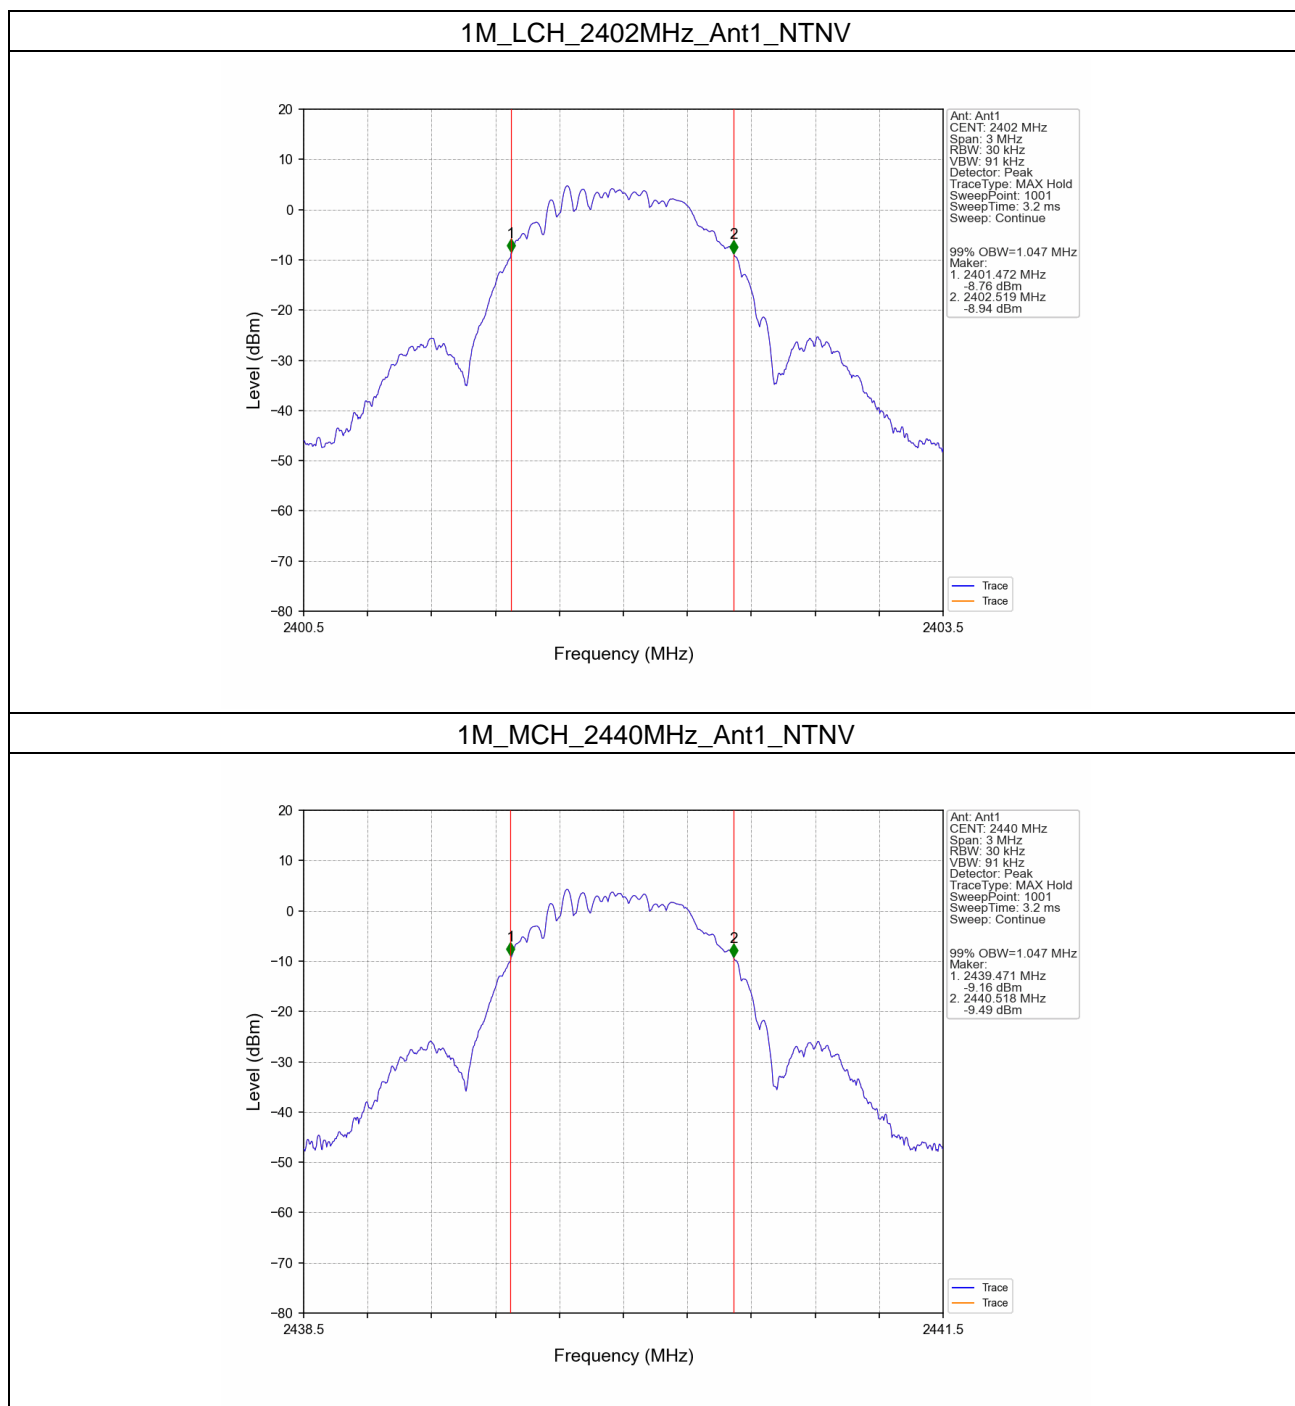 1M_LCH_2402MHz_Ant1_NTNV
20
10
0
−10
−20
−30
−40
−50
−60
−70
−80
Level (dBm)
2400.5
2403.5
Frequency (MHz)
1
2
Ant: Ant1
CENT: 2402 MHz
Span: 3 MHz
RBW: 30 kHz
VBW: 91 kHz
Detector: Peak
TraceType: MAX Hold
SweepPoint: 1001
SweepTime: 3.2 ms
Sweep: Continue
99% OBW=1.047 MHz
Maker:
1. 2401.472 MHz
-8.76 dBm
2. 2402.519 MHz
-8.94 dBm
Trace
Trace
1M_MCH_2440MHz_Ant1_NTNV
20
10
0
−10
−20
−30
−40
−50
−60
−70
−80
Level (dBm)
2438.5
2441.5
Frequency (MHz)
1
2
Ant: Ant1
CENT: 2440 MHz
Span: 3 MHz
RBW: 30 kHz
VBW: 91 kHz
Detector: Peak
TraceType: MAX Hold
SweepPoint: 1001
SweepTime: 3.2 ms
Sweep: Continue
99% OBW=1.047 MHz
Maker:
1. 2439.471 MHz
-9.16 dBm
2. 2440.518 MHz
-9.49 dBm
Trace
Trace